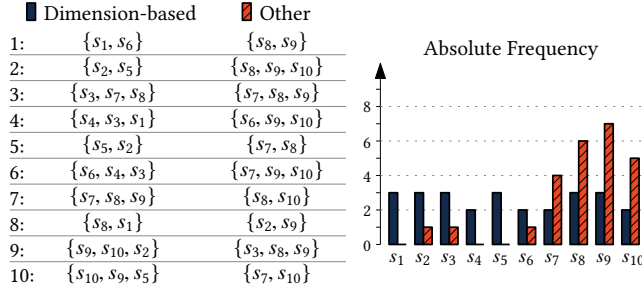 Dimension-based Other
1: {s1, s6} {s8, s9}
2: {s2, s5} {s8, s9, s10}
3: {s3, s7, s8} {s7, s8, s9}
4: {s4, s3, s1} {s6, s9, s10}
5: {s5, s2} {s7, s8}
6: {s6, s4, s3} {s7, s9, s10}
7: {s7, s8, s9} {s8, s10}
8: {s8, s1} {s2, s9}
9: {s9, s10, s2} {s3, s8, s9}
10: {s10, s9, s5} {s7, s10}
Absolute Frequency
8
6
4
2
0
s1 s2 s3 s4 s5 s6 s7 s8 s9 s10